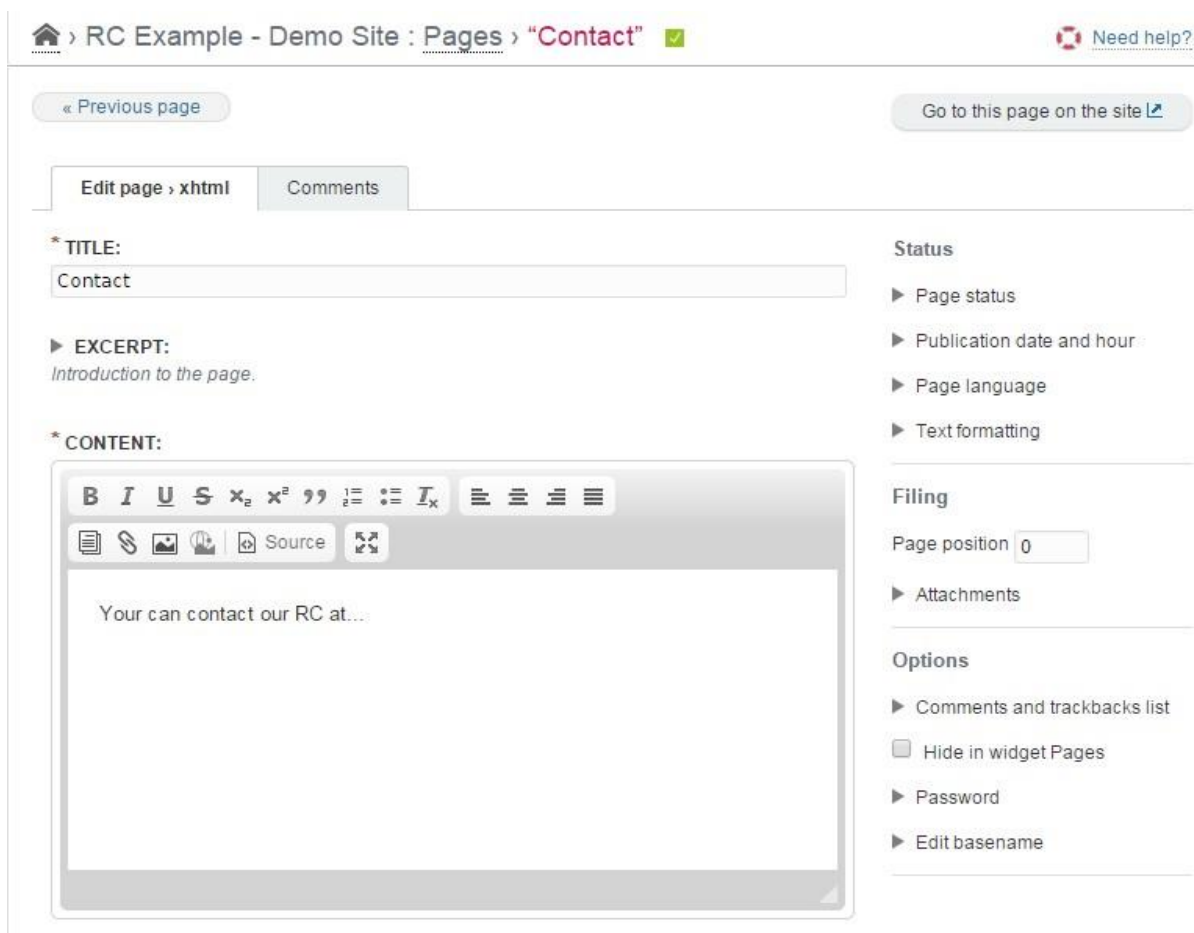 › RC Example - Demo Site : Pages › “Contact”
Need help?
« Previous page
Go to this page on the site
Edit page › xhtml
Comments
* TITLE:
Contact
EXCERPT:
Introduction to the page.
* CONTENT:
B I U S x₂ x² ,, Tx
Source
Your can contact our RC at...
Status
Page status
Publication date and hour
Page language
Text formatting
Filing
Page position 0
Attachments
Options
Comments and trackbacks list
Hide in widget Pages
Password
Edit basename